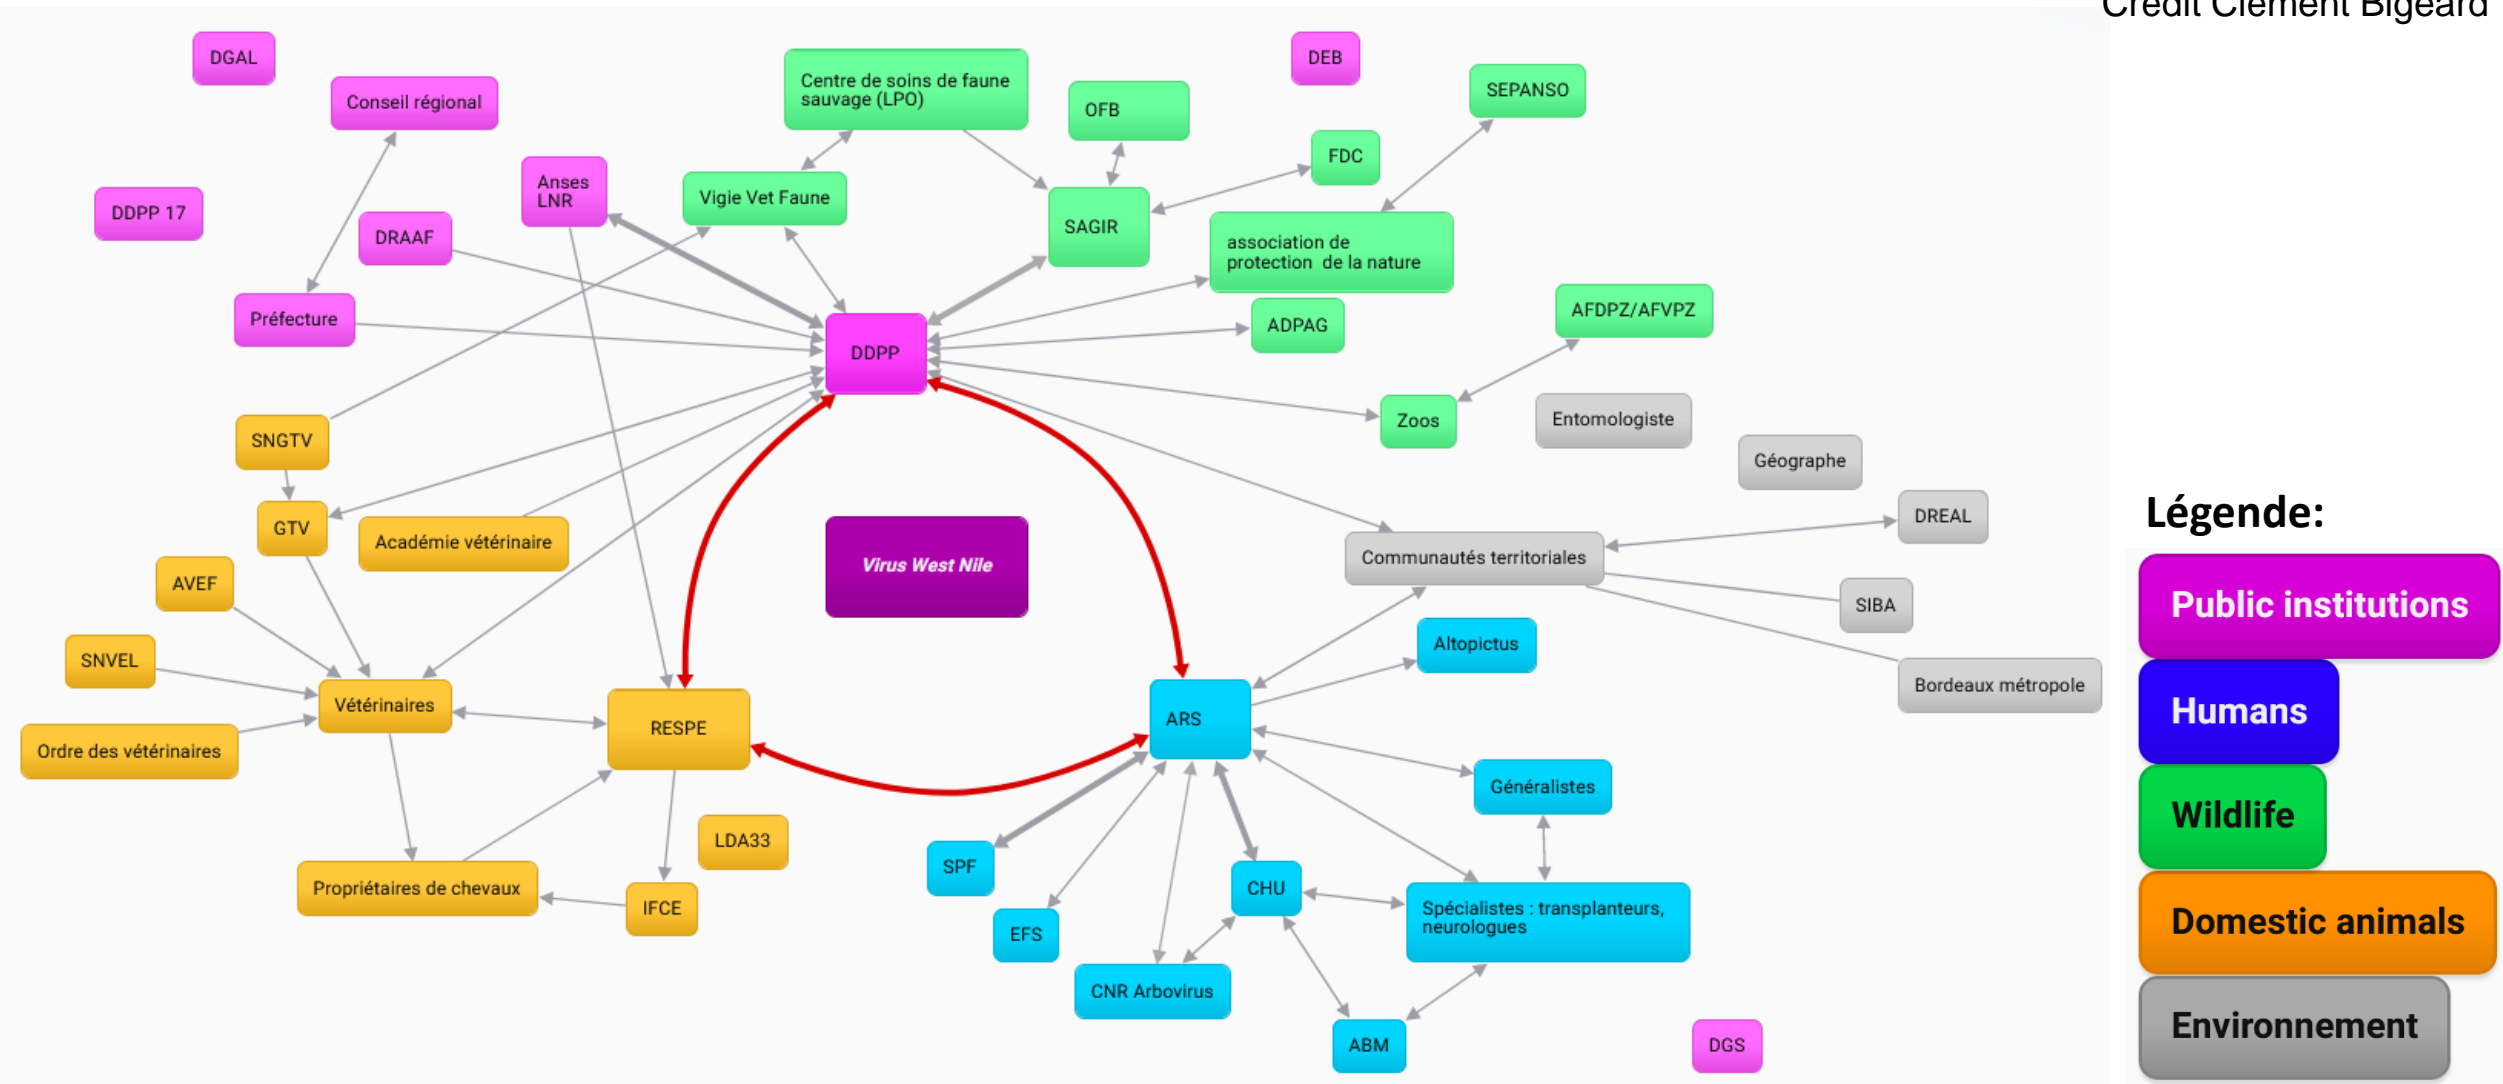 Crédit Clément Bigeard
DGAL
DEB
Conseil régional
Centre de soins de faune
sauvage (LPO)
OFB
SEPANSO
FDC
Anses
LNR
Vigie Vet Faune
DDPP 17
DRAAF
SAGIR
association de
protection de la nature
Préfecture
DDPP
ADPAG
AFDPZ/AFVPZ
SNGTV
Zoos
Entomologiste
Géographe
GTV
Académie vétérinaire
Virus West Nile
Communautés territoriales
DREAL
AVEF
SIBA
SNVEL
Altopictus
Bordeaux métropole
Vétérinaires
RESPE
ARS
Ordre des vétérinaires
Généralistes
LDA33
SPF
Propriétaires de chevaux
IFCE
CHU
Spécialistes : transplanteurs,
neurologues
EFS
CNR Arbovirus
ABM
DGS
Légende:
Public institutions
Humans
Wildlife
Domestic animals
Environnement